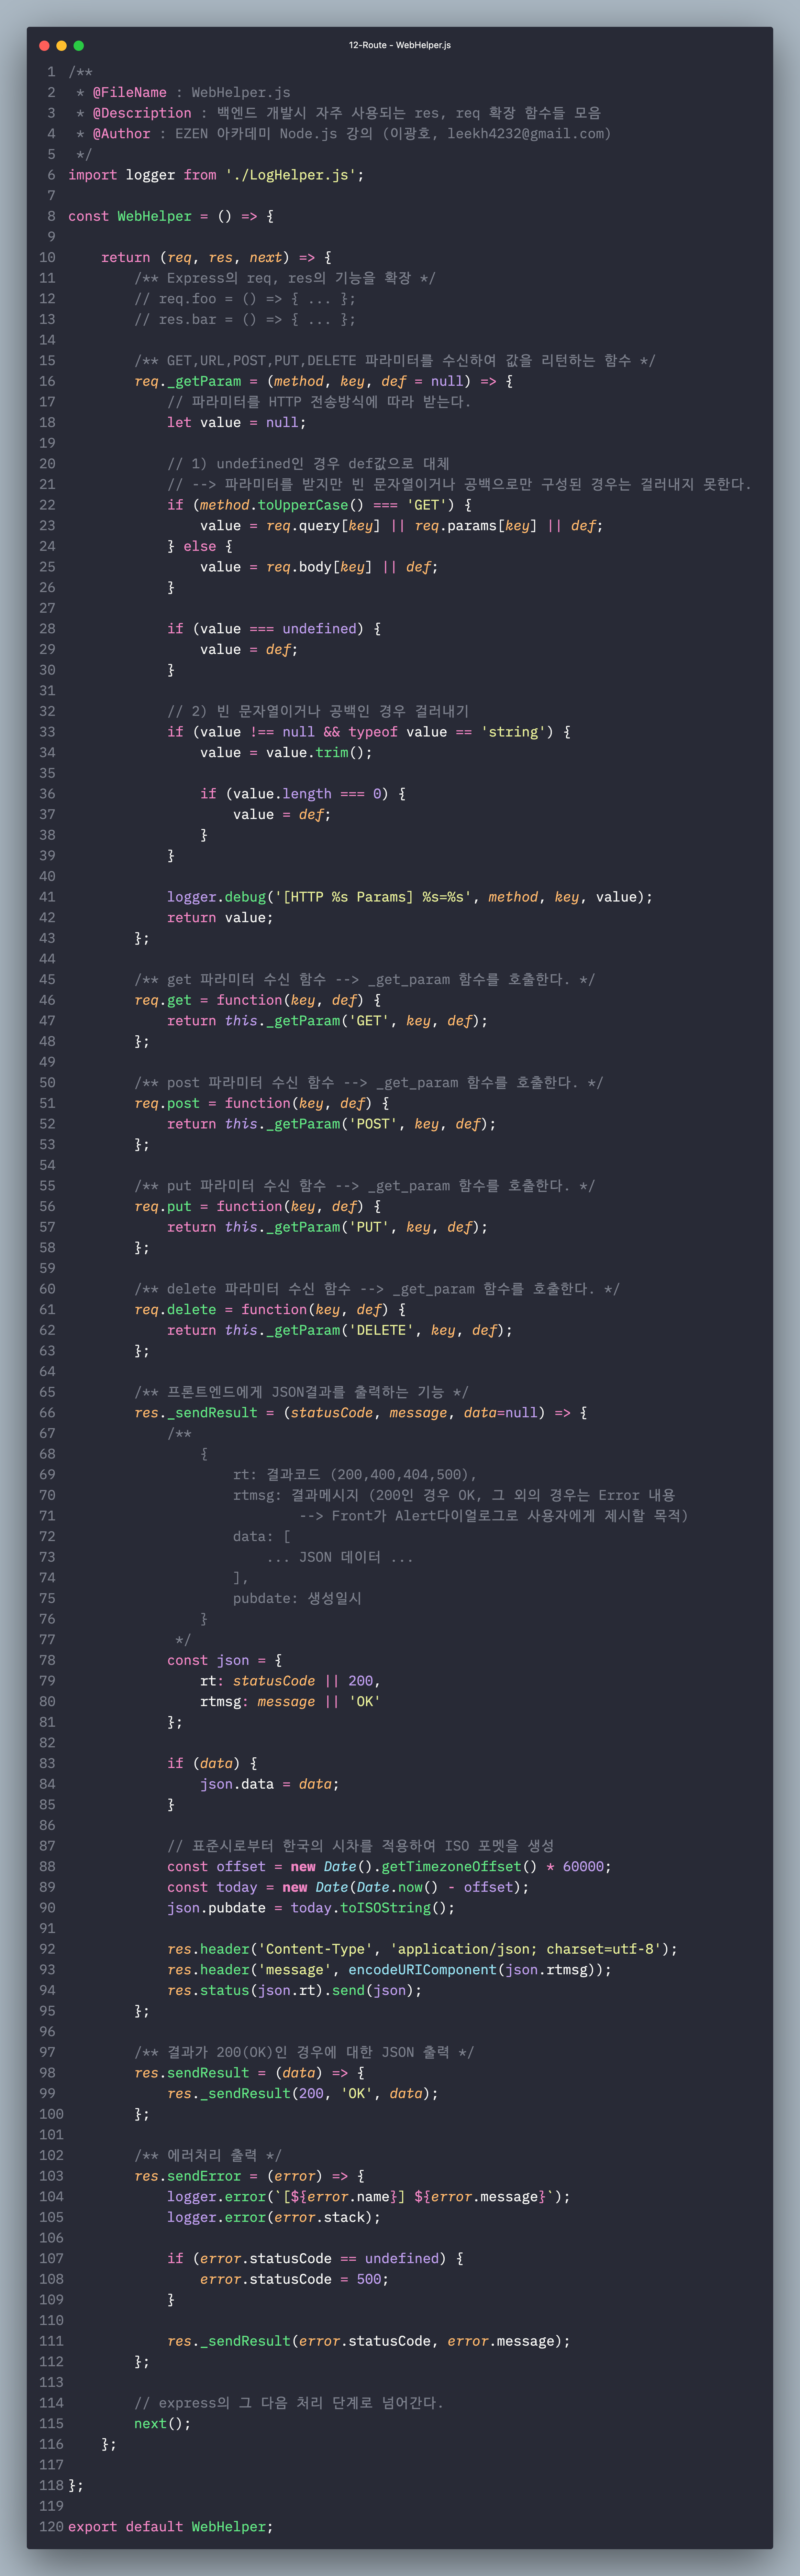 12-Route - WebHelper.js
1 /**
2  * @FileName : WebHelper.js
3  * @Description : 백엔드 개발시 자주 사용되는 res, req 확장 함수들 모음
4  * @Author : EZEN 아카데미 Node.js 강의 (이광호, leekh4232@gmail.com)
5  */
6 import logger from './LogHelper.js';
7
8 const WebHelper = () => {
9
10     return (req, res, next) => {
11         /** Express의 req, res의 기능을 확장 */
12         // req.foo = () => { ... };
13         // res.bar = () => { ... };
14
15         /** GET,URL,POST,PUT,DELETE 파라미터를 수신하여 값을 리턴하는 함수 */
16         req._getParam = (method, key, def = null) => {
17             // 파라미터를 HTTP 전송방식에 따라 받는다.
18             let value = null;
19
20             // 1) undefined인 경우 def값으로 대체
21             // --> 파라미터를 받지만 빈 문자열이거나 공백으로만 구성된 경우는 걸러내지 못한다.
22             if (method.toUpperCase() === 'GET') {
23                 value = req.query[key] || req.params[key] || def;
24             } else {
25                 value = req.body[key] || def;
26             }
27
28             if (value === undefined) {
29                 value = def;
30             }
31
32             // 2) 빈 문자열이거나 공백인 경우 걸러내기
33             if (value !== null && typeof value == 'string') {
34                 value = value.trim();
35
36                 if (value.length === 0) {
37                     value = def;
38                 }
39             }
40
41             logger.debug('[HTTP %s Params] %s=%s', method, key, value);
42             return value;
43         };
44
45         /** get 파라미터 수신 함수 --> _get_param 함수를 호출한다. */
46         req.get = function(key, def) {
47             return this._getParam('GET', key, def);
48         };
49
50         /** post 파라미터 수신 함수 --> _get_param 함수를 호출한다. */
51         req.post = function(key, def) {
52             return this._getParam('POST', key, def);
53         };
54
55         /** put 파라미터 수신 함수 --> _get_param 함수를 호출한다. */
56         req.put = function(key, def) {
57             return this._getParam('PUT', key, def);
58         };
59
60         /** delete 파라미터 수신 함수 --> _get_param 함수를 호출한다. */
61         req.delete = function(key, def) {
62             return this._getParam('DELETE', key, def);
63         };
64
65         /** 프론트엔드에게 JSON결과를 출력하는 기능 */
66         res._sendResult = (statusCode, message, data=null) => {
67             /**
68                 {
69                     rt: 결과코드 (200,400,404,500),
70                     rtmsg: 결과메시지 (200인 경우 OK, 그 외의 경우는 Error 내용
71                             --> Front가 Alert다이얼로그로 사용자에게 제시할 목적)
72                     data: [
73                         ... JSON 데이터 ...
74                     ],
75                     pubdate: 생성일시
76                 }
77              */
78             const json = {
79                 rt: statusCode || 200,
80                 rtmsg: message || 'OK'
81             };
82
83             if (data) {
84                 json.data = data;
85             }
86
87             // 표준시로부터 한국의 시차를 적용하여 ISO 포멧을 생성
88             const offset = new Date().getTimezoneOffset() * 60000;
89             const today = new Date(Date.now() - offset);
90             json.pubdate = today.toISOString();
91
92             res.header('Content-Type', 'application/json; charset=utf-8');
93             res.header('message', encodeURIComponent(json.rtmsg));
94             res.status(json.rt).send(json);
95         };
96
97         /** 결과가 200(OK)인 경우에 대한 JSON 출력 */
98         res.sendResult = (data) => {
99             res._sendResult(200, 'OK', data);
100         };
101
102         /** 에러처리 출력 */
103         res.sendError = (error) => {
104             logger.error(`[${error.name}] ${error.message}`);
105             logger.error(error.stack);
106
107             if (error.statusCode == undefined) {
108                 error.statusCode = 500;
109             }
110
111             res._sendResult(error.statusCode, error.message);
112         };
113
114         // express의 그 다음 처리 단계로 넘어간다.
115         next();
116     };
117
118 };
119
120 export default WebHelper;